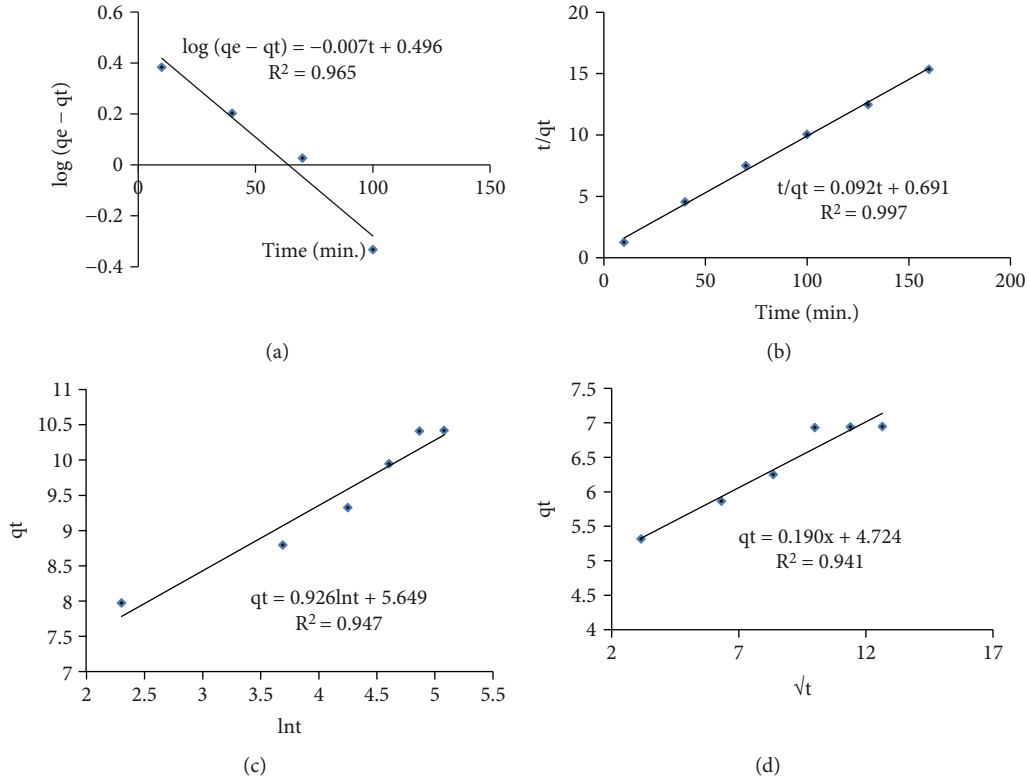 0.6
0.4
0.2
0
−0.2
−0.4
0
50
100
150
log (qe − qt)
log (qe − qt) = −0.007t + 0.496
R² = 0.965
Time (min.)
(a)
20
15
10
5
0
0
50
100
150
200
t/qt
t/qt = 0.092t + 0.691
R² = 0.997
Time (min.)
(b)
11
10.5
10
9.5
9
8.5
8
7.5
7
2
2.5
3
3.5
4
4.5
5
5.5
qt
qt = 0.926lnt + 5.649
R² = 0.947
lnt
(c)
7.5
7
6.5
6
5.5
5
4.5
4
2
7
12
17
qt
qt = 0.190x + 4.724
R² = 0.941
√t
(d)